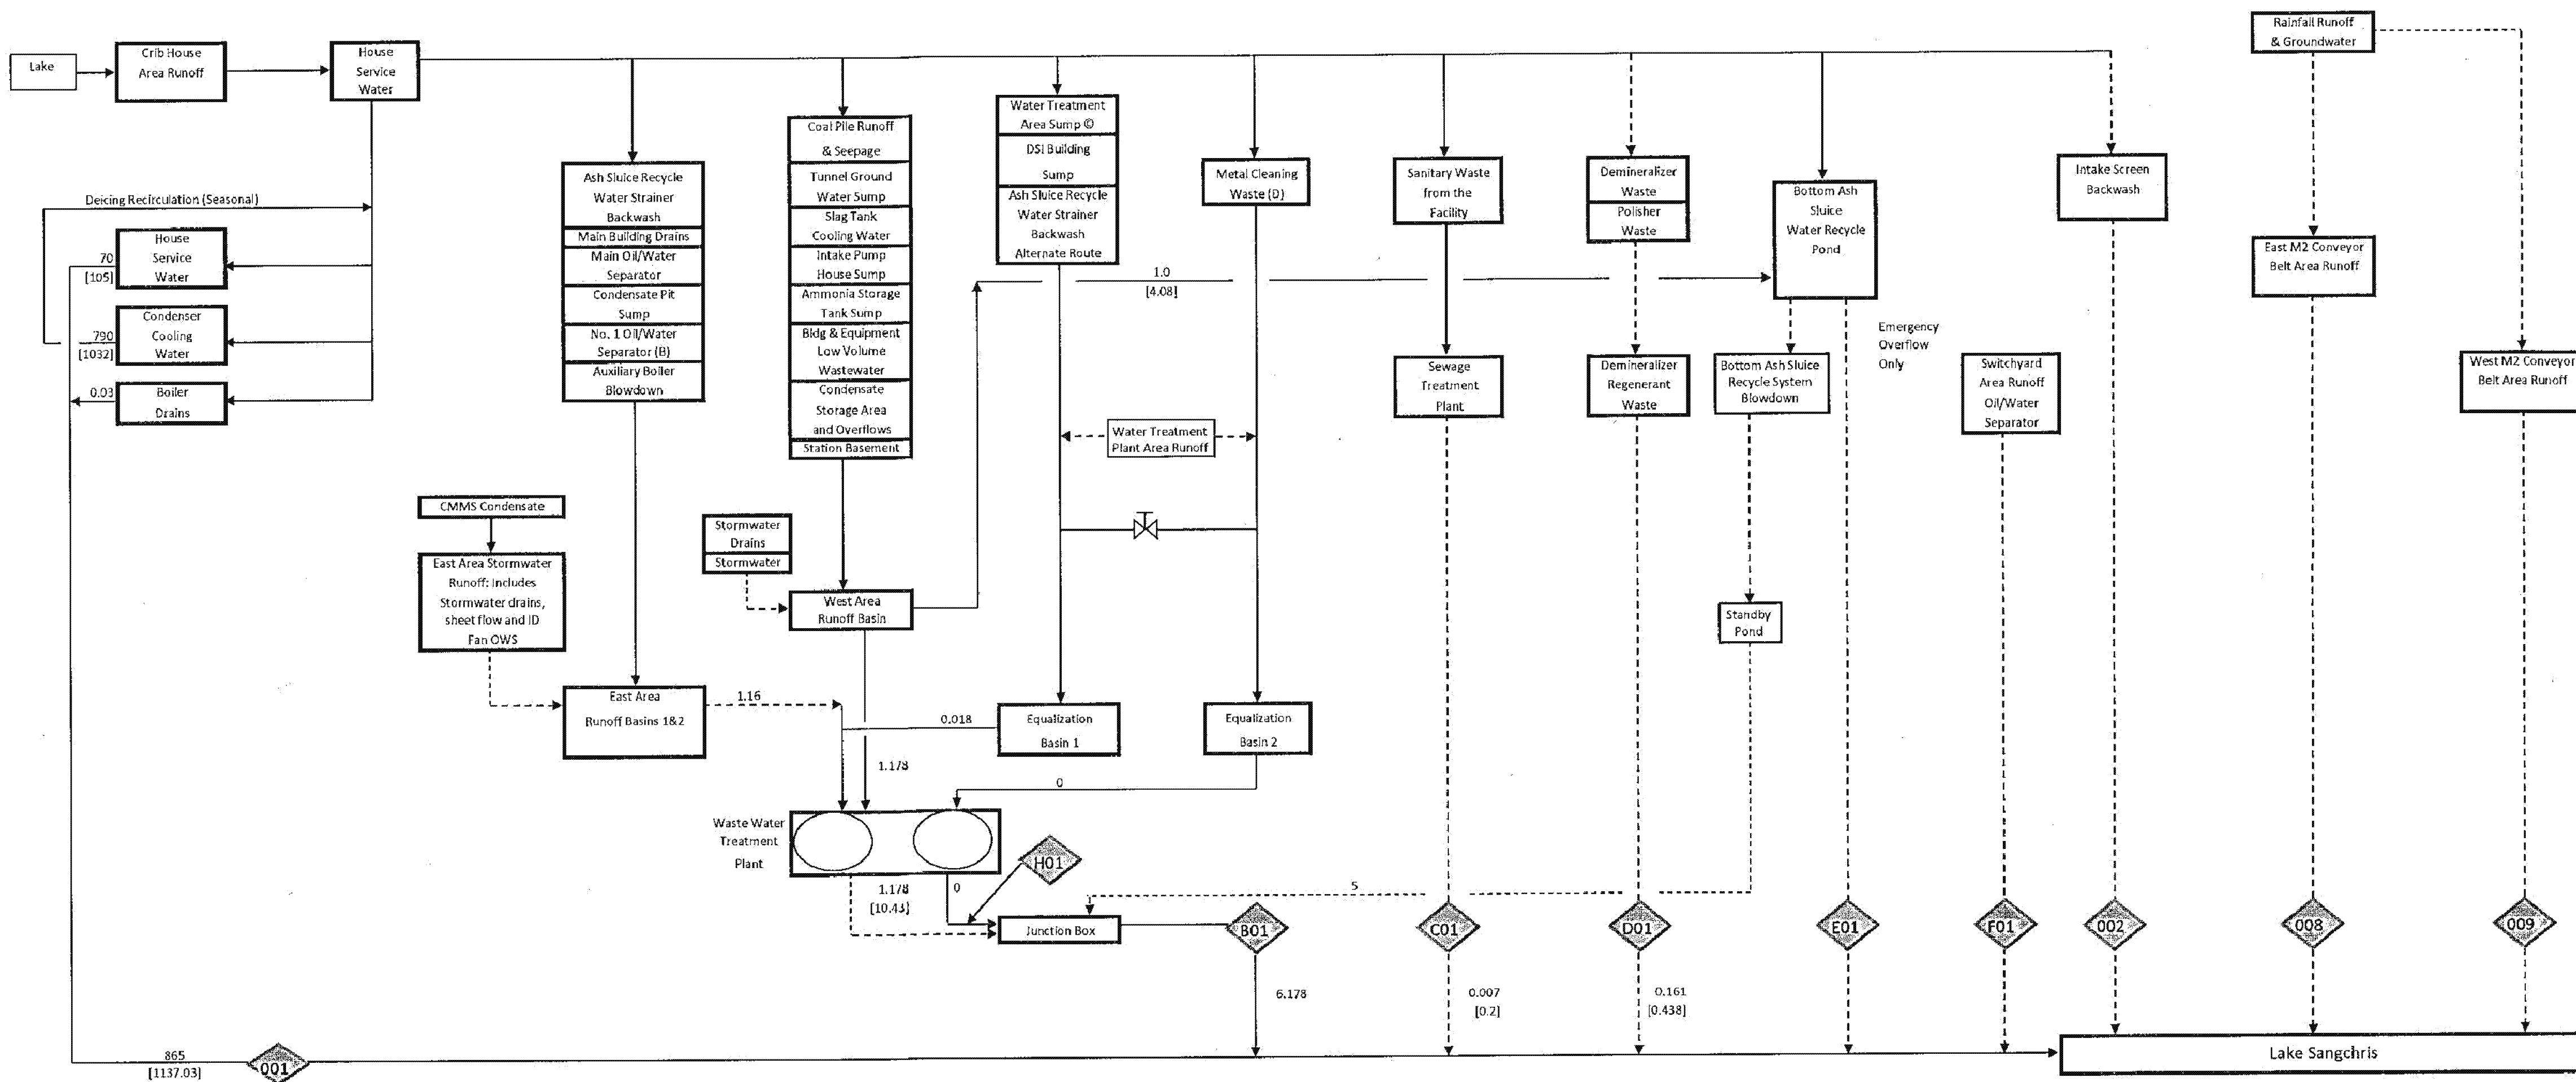 Lake
Crib House
Area Runoff
House
Service
Water
Deicing Recirculation (Seasonal)
House
Service
Water
70
[105]
Condenser
Cooling
Water
790
[1032]
Boiler
Drains
0.03
Ash Sluice Recycle
Water Strainer
Backwash
Main Building Drains
Main Oil/Water
Separator
Condensate Pit
Sump
No. 1 Oil/Water
Separator (B)
Auxiliary Boiler
Blowdown
Coal Pile Runoff
& Seepage
Tunnel Ground
Water Sump
Slag Tank
Cooling Water
Intake Pump
House Sump
Ammonia Storage
Tank Sump
Bldg & Equipment
Low Volume
Wastewater
Condensate
Storage Area
and Overflows
Station Basement
Water Treatment
Area Sump ©
DSI Building
Sump
Ash Sluice Recycle
Water Strainer
Backwash
Alternate Route
Metal Cleaning
Waste (D)
Sanitary Waste
from the
Facility
Demineralizer
Waste
Polisher
Waste
Bottom Ash
Sluice
Water Recycle
Pond
Intake Screen
Backwash
Rainfall Runoff
& Groundwater
East M2 Conveyor
Belt Area Runoff
West M2 Conveyor
Belt Area Runoff
1.0
[4.08]
Emergency
Overflow
Only
Sewage
Treatment
Plant
Demineralizer
Regenerant
Waste
Bottom Ash Sluice
Recycle System
Blowdown
Switchyard
Area Runoff
Oil/Water
Separator
Water Treatment
Plant Area Runoff
CMMS Condensate
East Area Stormwater
Runoff: Includes
Stormwater drains,
sheet flow and ID
Fan OWS
Stormwater
Drains
Stormwater
West Area
Runoff Basin
Standby
Pond
East Area
Runoff Basins 1&2
1.16
0.018
Equalization
Basin 1
Equalization
Basin 2
1.178
0
Waste Water
Treatment
Plant
H01
1.178
[10.43]
0
5
Junction Box
B01
C01
D01
E01
F01
002
008
009
6.178
0.007
[0.2]
0.161
[0.438]
865
[1137.03]
001
Lake Sangchris